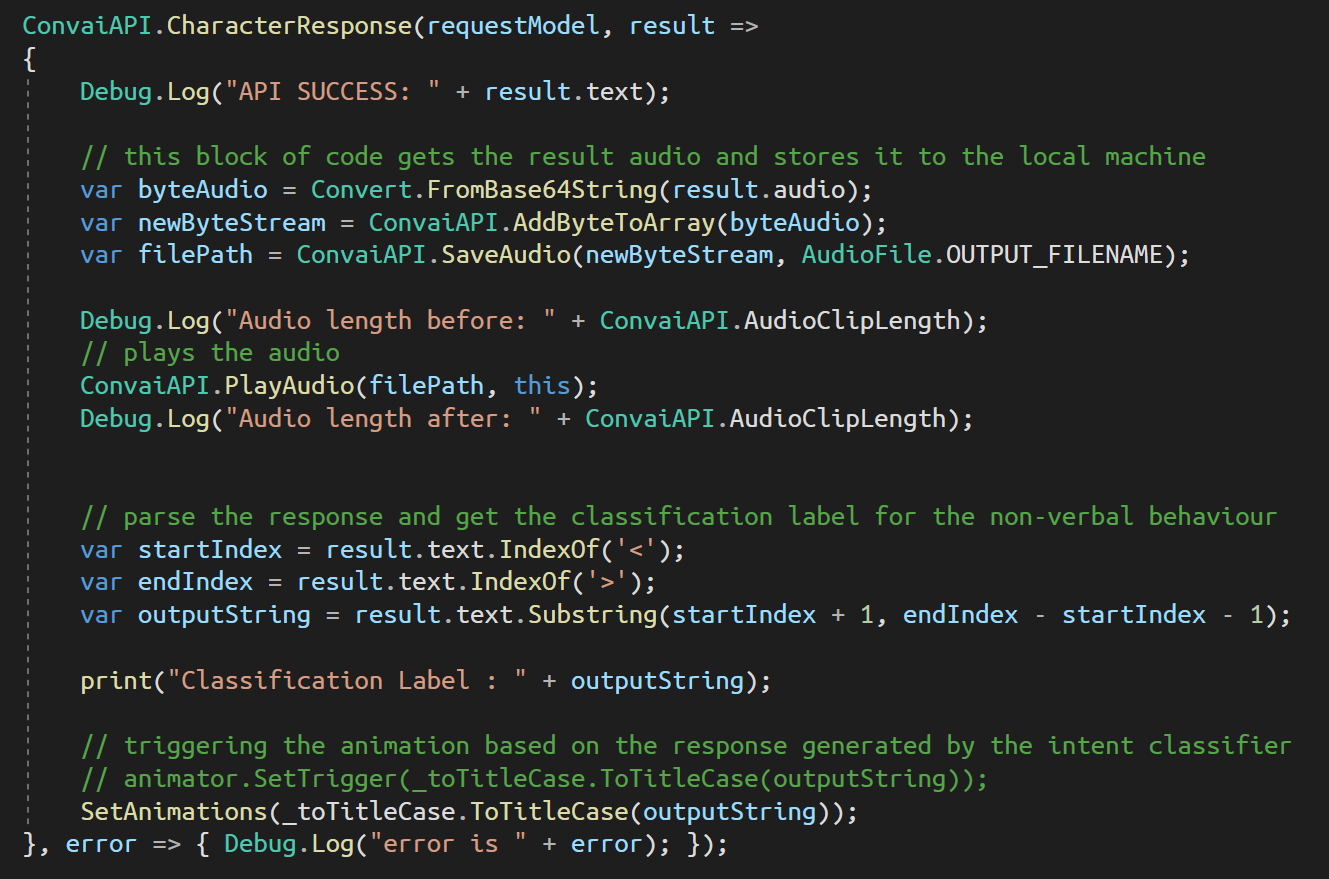 ConvaiAPI.CharacterResponse(requestModel, result =>
{
    Debug.Log("API SUCCESS: " + result.text);

    // this block of code gets the result audio and stores it to the local machine
    var byteAudio = Convert.FromBase64String(result.audio);
    var newByteStream = ConvaiAPI.AddByteToArray(byteAudio);
    var filePath = ConvaiAPI.SaveAudio(newByteStream, AudioFile.OUTPUT_FILENAME);

    Debug.Log("Audio length before: " + ConvaiAPI.AudioClipLength);
    // plays the audio
    ConvaiAPI.PlayAudio(filePath, this);
    Debug.Log("Audio length after: " + ConvaiAPI.AudioClipLength);


    // parse the response and get the classification label for the non-verbal behaviour
    var startIndex = result.text.IndexOf('<');
    var endIndex = result.text.IndexOf('>');
    var outputString = result.text.Substring(startIndex + 1, endIndex - startIndex - 1);

    print("Classification Label : " + outputString);

    // triggering the animation based on the response generated by the intent classifier
    // animator.SetTrigger(_toTitleCase.ToTitleCase(outputString));
    SetAnimations(_toTitleCase.ToTitleCase(outputString));
}, error => { Debug.Log("error is " + error); });